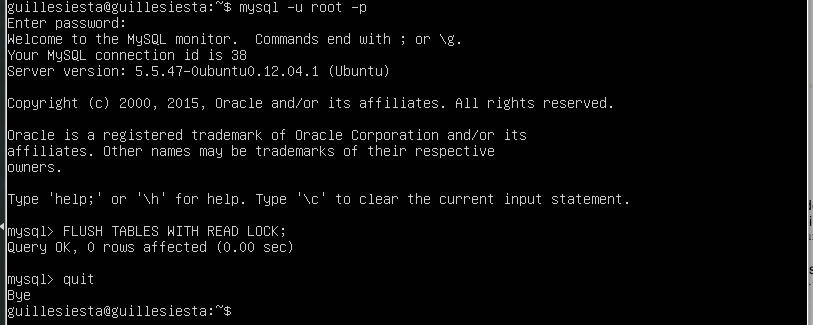 guillesiesta@guillesiesta:~$ mysql -u root -p
Enter password:
Welcome to the MySQL monitor.  Commands end with ; or \g.
Your MySQL connection id is 38
Server version: 5.5.47-0ubuntu0.12.04.1 (Ubuntu)
Copyright (c) 2000, 2015, Oracle and/or its affiliates. All rights reserved.
Oracle is a registered trademark of Oracle Corporation and/or its
affiliates. Other names may be trademarks of their respective
owners.
Type 'help;' or '\h' for help. Type '\c' to clear the current input statement.
mysql> FLUSH TABLES WITH READ LOCK;
Query OK, 0 rows affected (0.00 sec)
mysql> quit
Bye
guillesiesta@guillesiesta:~$